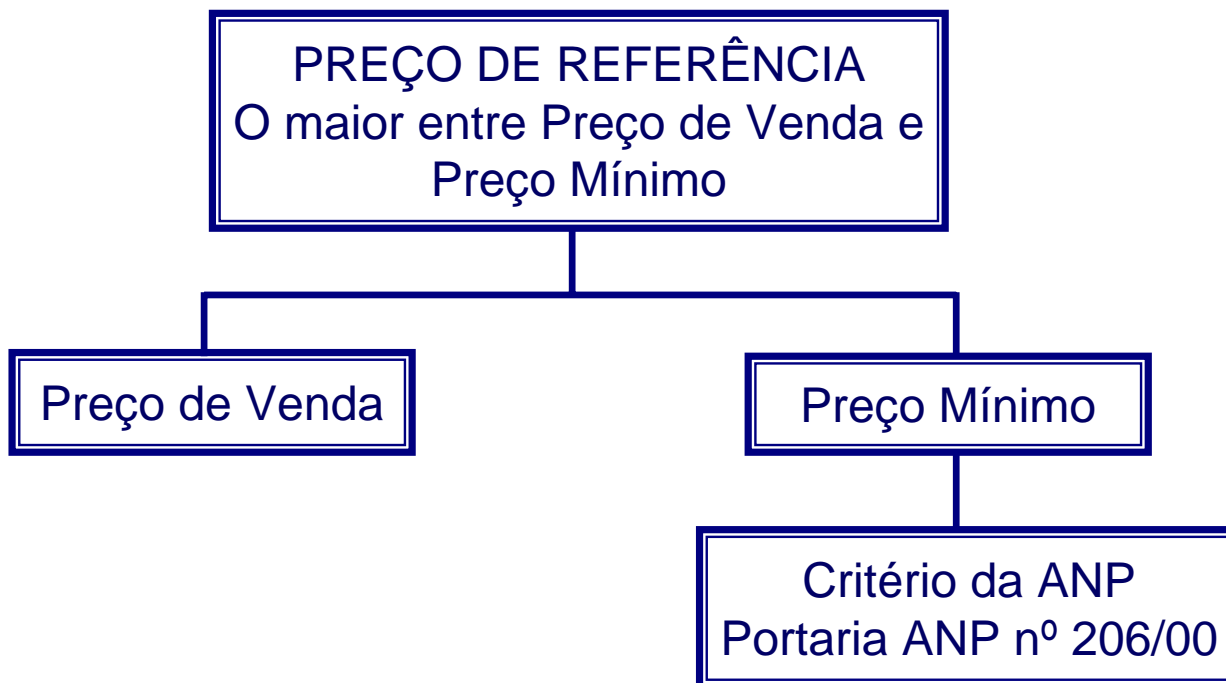 PREÇO DE REFERÊNCIA
O maior entre Preço de Venda e
Preço Mínimo
Preço de Venda
Preço Mínimo
Critério da ANP
Portaria ANP nº 206/00